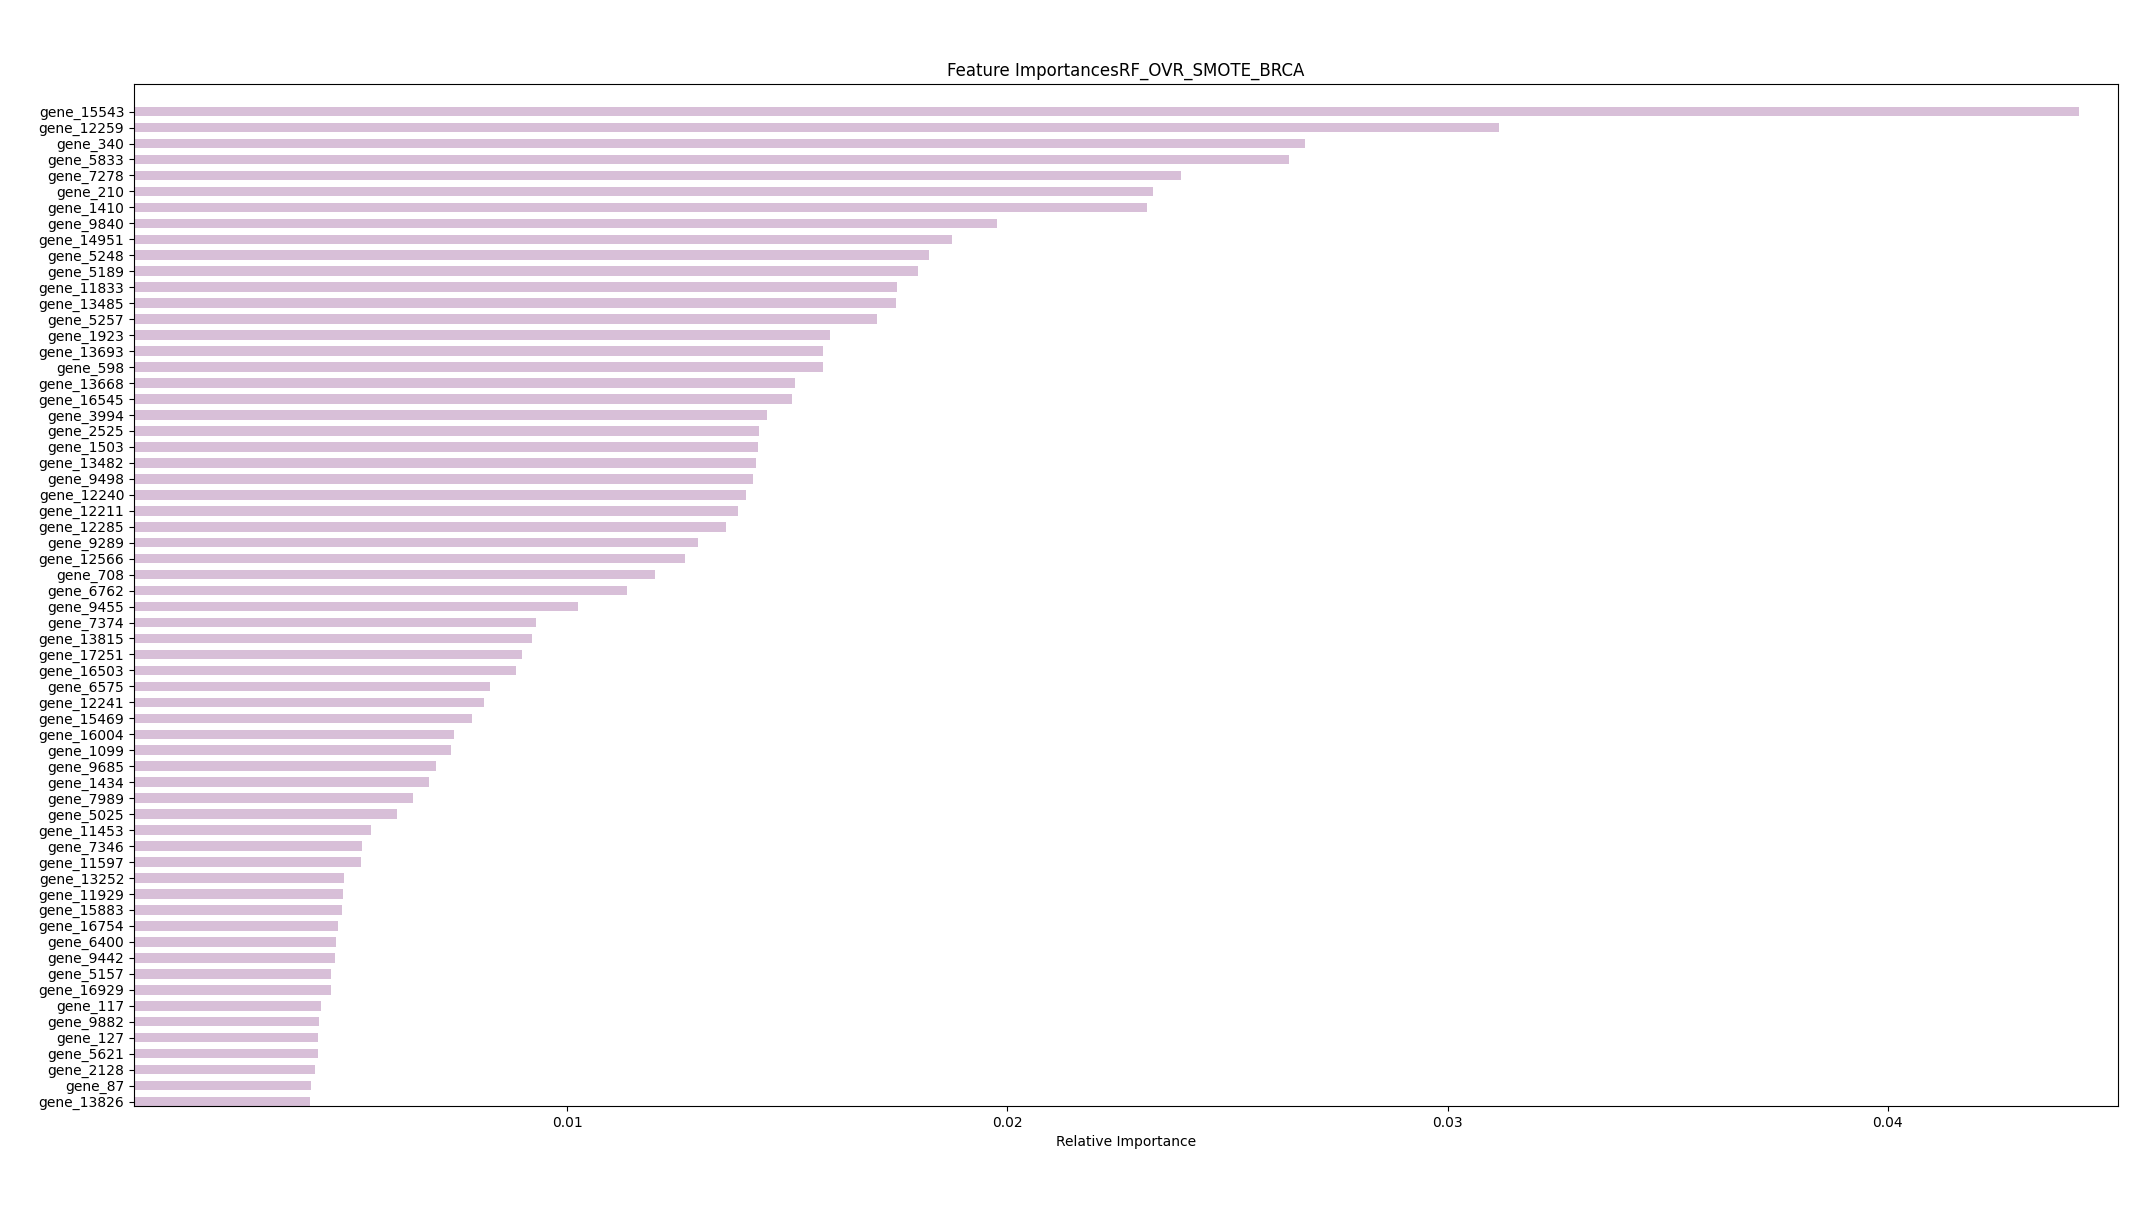 Feature ImportancesRF_OVR_SMOTE_BRCA
gene_15543
gene_12259
gene_340
gene_5833
gene_7278
gene_210
gene_1410
gene_9840
gene_14951
gene_5248
gene_5189
gene_11833
gene_13485
gene_5257
gene_1923
gene_13693
gene_598
gene_13668
gene_16545
gene_3994
gene_2525
gene_1503
gene_13482
gene_9498
gene_12240
gene_12211
gene_12285
gene_9289
gene_12566
gene_708
gene_6762
gene_9455
gene_7374
gene_13815
gene_17251
gene_16503
gene_6575
gene_12241
gene_15469
gene_16004
gene_1099
gene_9685
gene_1434
gene_7989
gene_5025
gene_11453
gene_7346
gene_11597
gene_13252
gene_11929
gene_15883
gene_16754
gene_6400
gene_9442
gene_5157
gene_16929
gene_117
gene_9882
gene_127
gene_5621
gene_2128
gene_87
gene_13826
0.01 0.02 0.03 0.04
Relative Importance